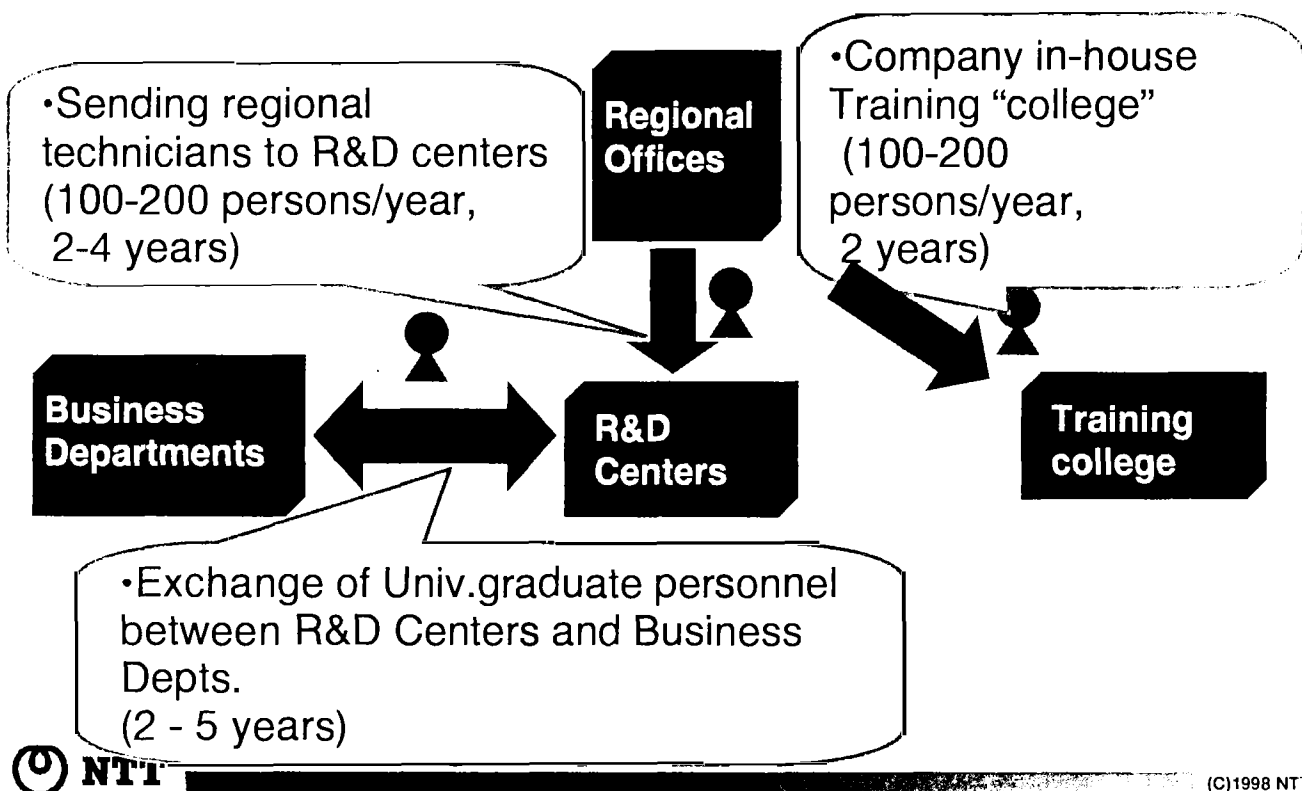 •Sending regional
technicians to R&D centers
(100-200 persons/year,
2-4 years)
Regional
Offices
•Company in-house
Training “college”
(100-200
persons/year,
2 years)
Business
Departments
R&D
Centers
Training
college
•Exchange of Univ.graduate personnel
between R&D Centers and Business
Depts.
(2 - 5 years)
NTT
(C)1998 NT